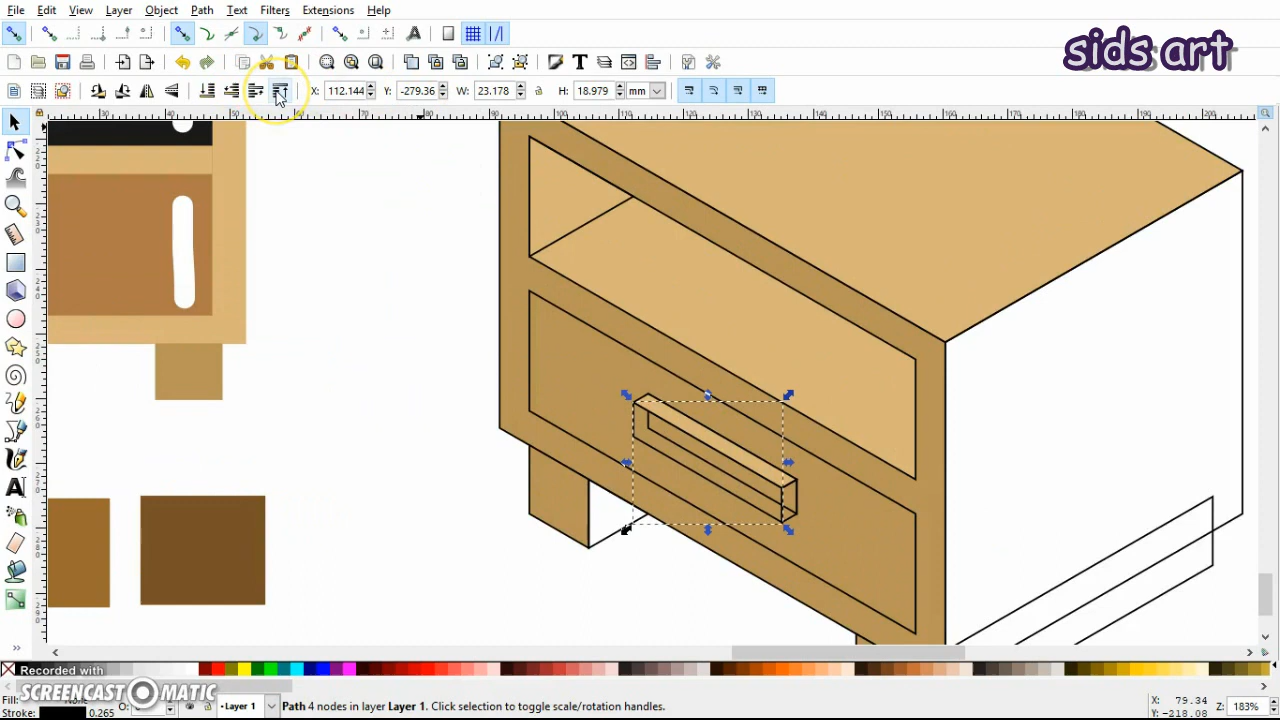 File Edit View Layer Object Path Text Filters Extensions Help
sids art
X: 112.144 Y: -279.36 W: 23.178 H: 18.979 mm
Recorded with
SCREENCAST-O-MATIC
Fill: None
Stroke: 0.265 O: Layer 1 Path 4 nodes in layer Layer 1. Click selection to toggle scale/rotation handles.
X: 79.34
Y: -218.08
Z: 183%